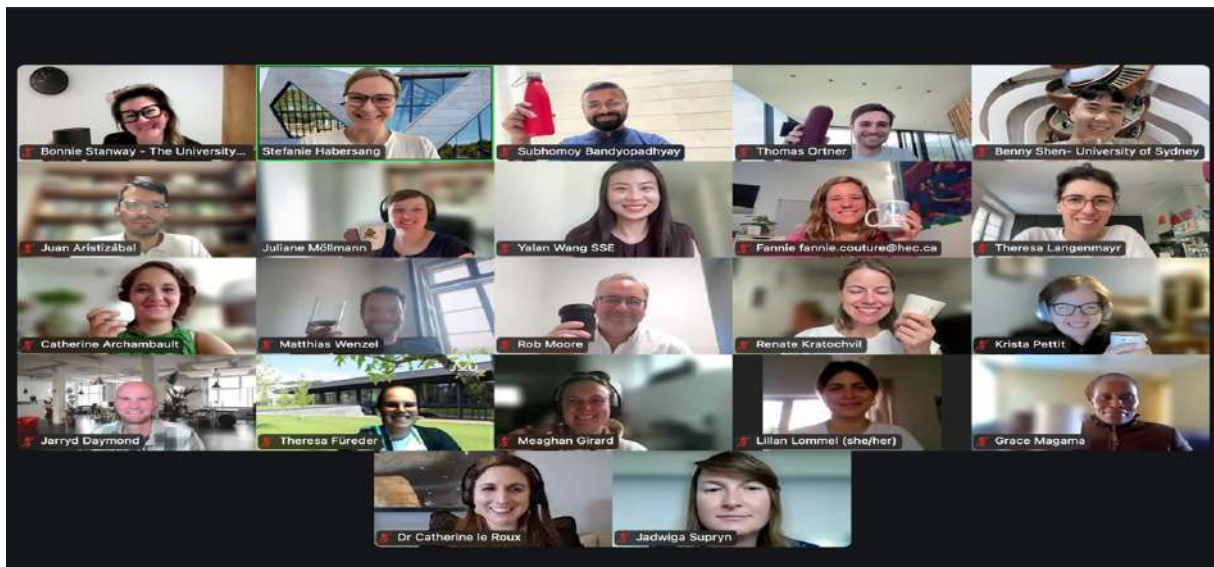 Bonnie Stanway - The University...
Stefanie Habersang
Subhomoy Bandyopadhyay
Thomas Ortner
Benny Shen- University of Sydney
Juan Aristizábal
Juliane Möllmann
Yalan Wang SSE
Fannie fannie.couture@hec.ca
Theresa Langenmayr
Catherine Archambault
Matthias Wenzel
Rob Moore
Renate Kratochvil
Krista Pettit
Jarryd Daymond
Theresa Füreder
Meaghan Girard
Lilian Lommel (she/her)
Grace Magama
Dr Catherine le Roux
Jadwiga Supryn